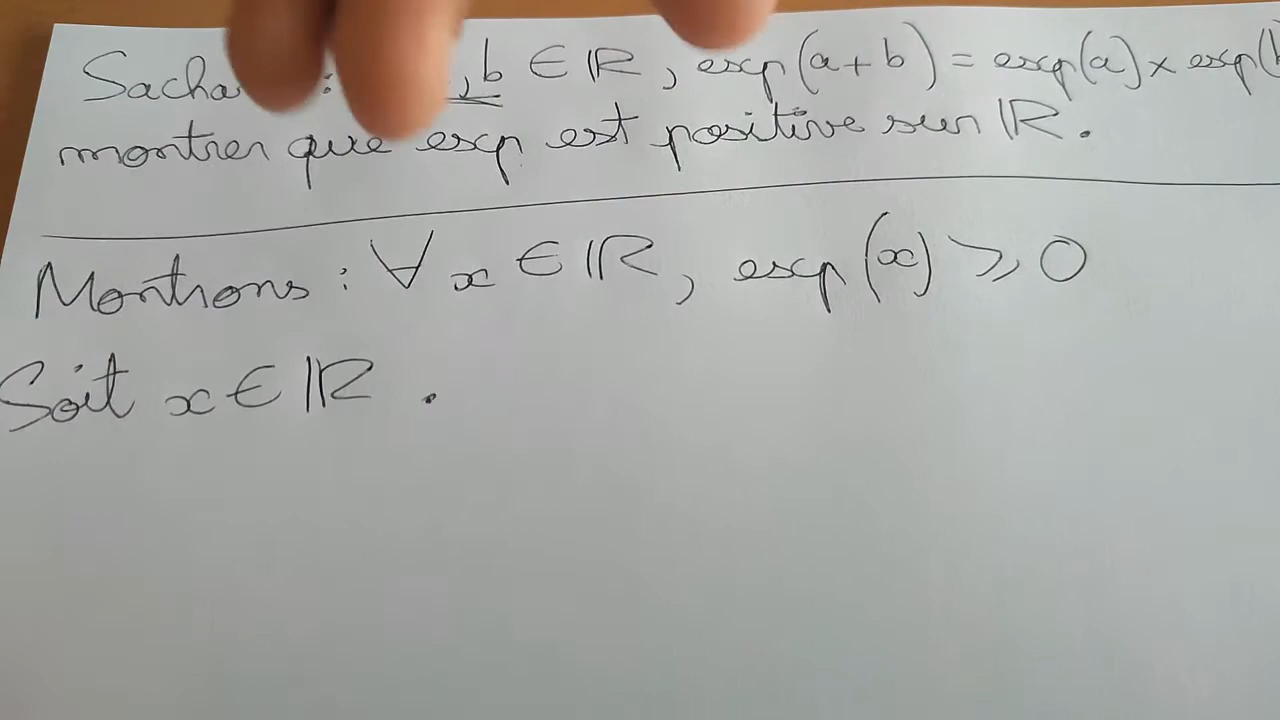 Sacha : , b ∈ ℝ, exp(a + b) = exp(a) × exp(
montrer que exp est positive sur ℝ.
Montrons : ∀ x ∈ ℝ, exp(x) ⩾ 0
Soit x ∈ ℝ .